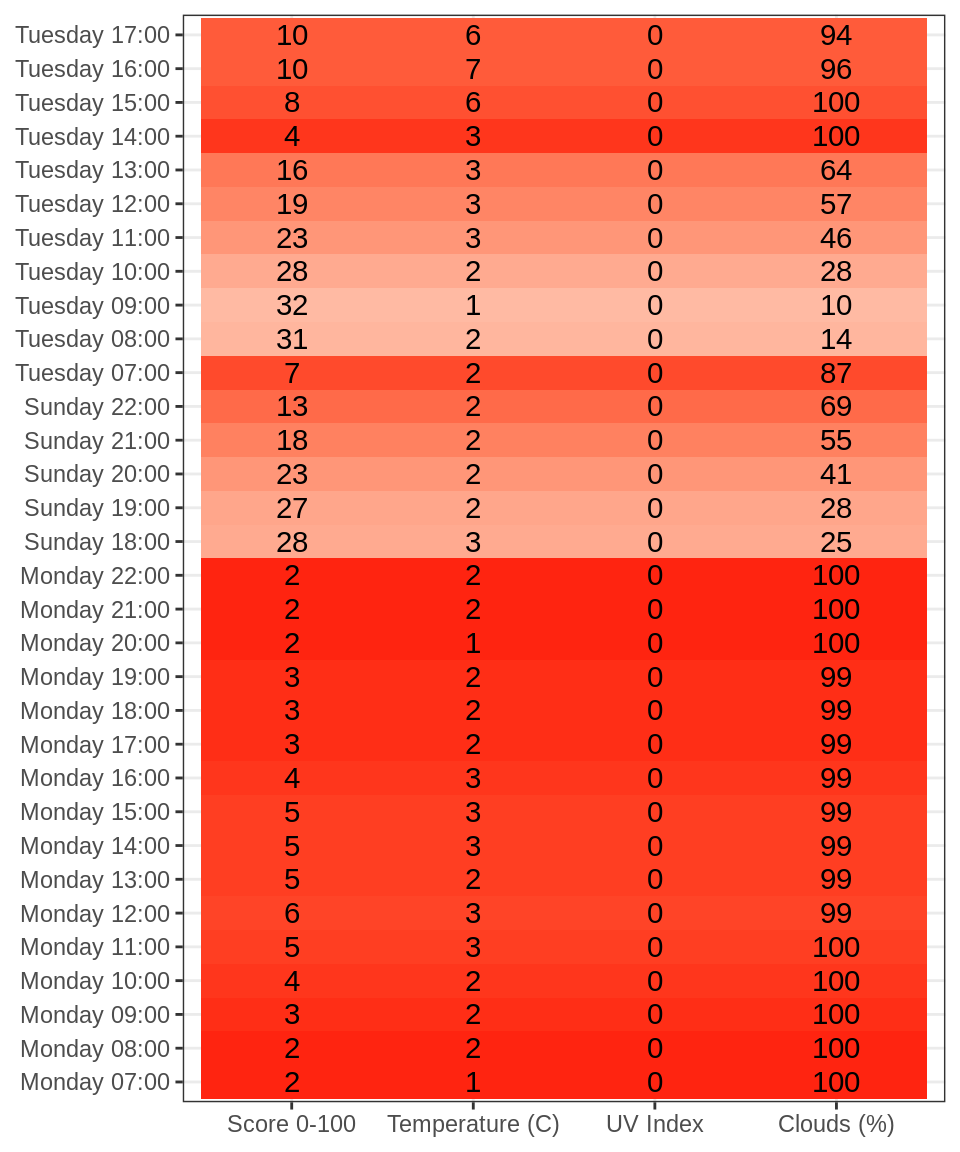 Tuesday 17:00 10 6 0 94
Tuesday 16:00 10 7 0 96
Tuesday 15:00 8 6 0 100
Tuesday 14:00 4 3 0 100
Tuesday 13:00 16 3 0 64
Tuesday 12:00 19 3 0 57
Tuesday 11:00 23 3 0 46
Tuesday 10:00 28 2 0 28
Tuesday 09:00 32 1 0 10
Tuesday 08:00 31 2 0 14
Tuesday 07:00 7 2 0 87
Sunday 22:00 13 2 0 69
Sunday 21:00 18 2 0 55
Sunday 20:00 23 2 0 41
Sunday 19:00 27 2 0 28
Sunday 18:00 28 3 0 25
Monday 22:00 2 2 0 100
Monday 21:00 2 2 0 100
Monday 20:00 2 1 0 100
Monday 19:00 3 2 0 99
Monday 18:00 3 2 0 99
Monday 17:00 3 2 0 99
Monday 16:00 4 3 0 99
Monday 15:00 5 3 0 99
Monday 14:00 5 3 0 99
Monday 13:00 5 2 0 99
Monday 12:00 6 3 0 99
Monday 11:00 5 3 0 100
Monday 10:00 4 2 0 100
Monday 09:00 3 2 0 100
Monday 08:00 2 2 0 100
Monday 07:00 2 1 0 100
Score 0-100 Temperature (C) UV Index Clouds (%)